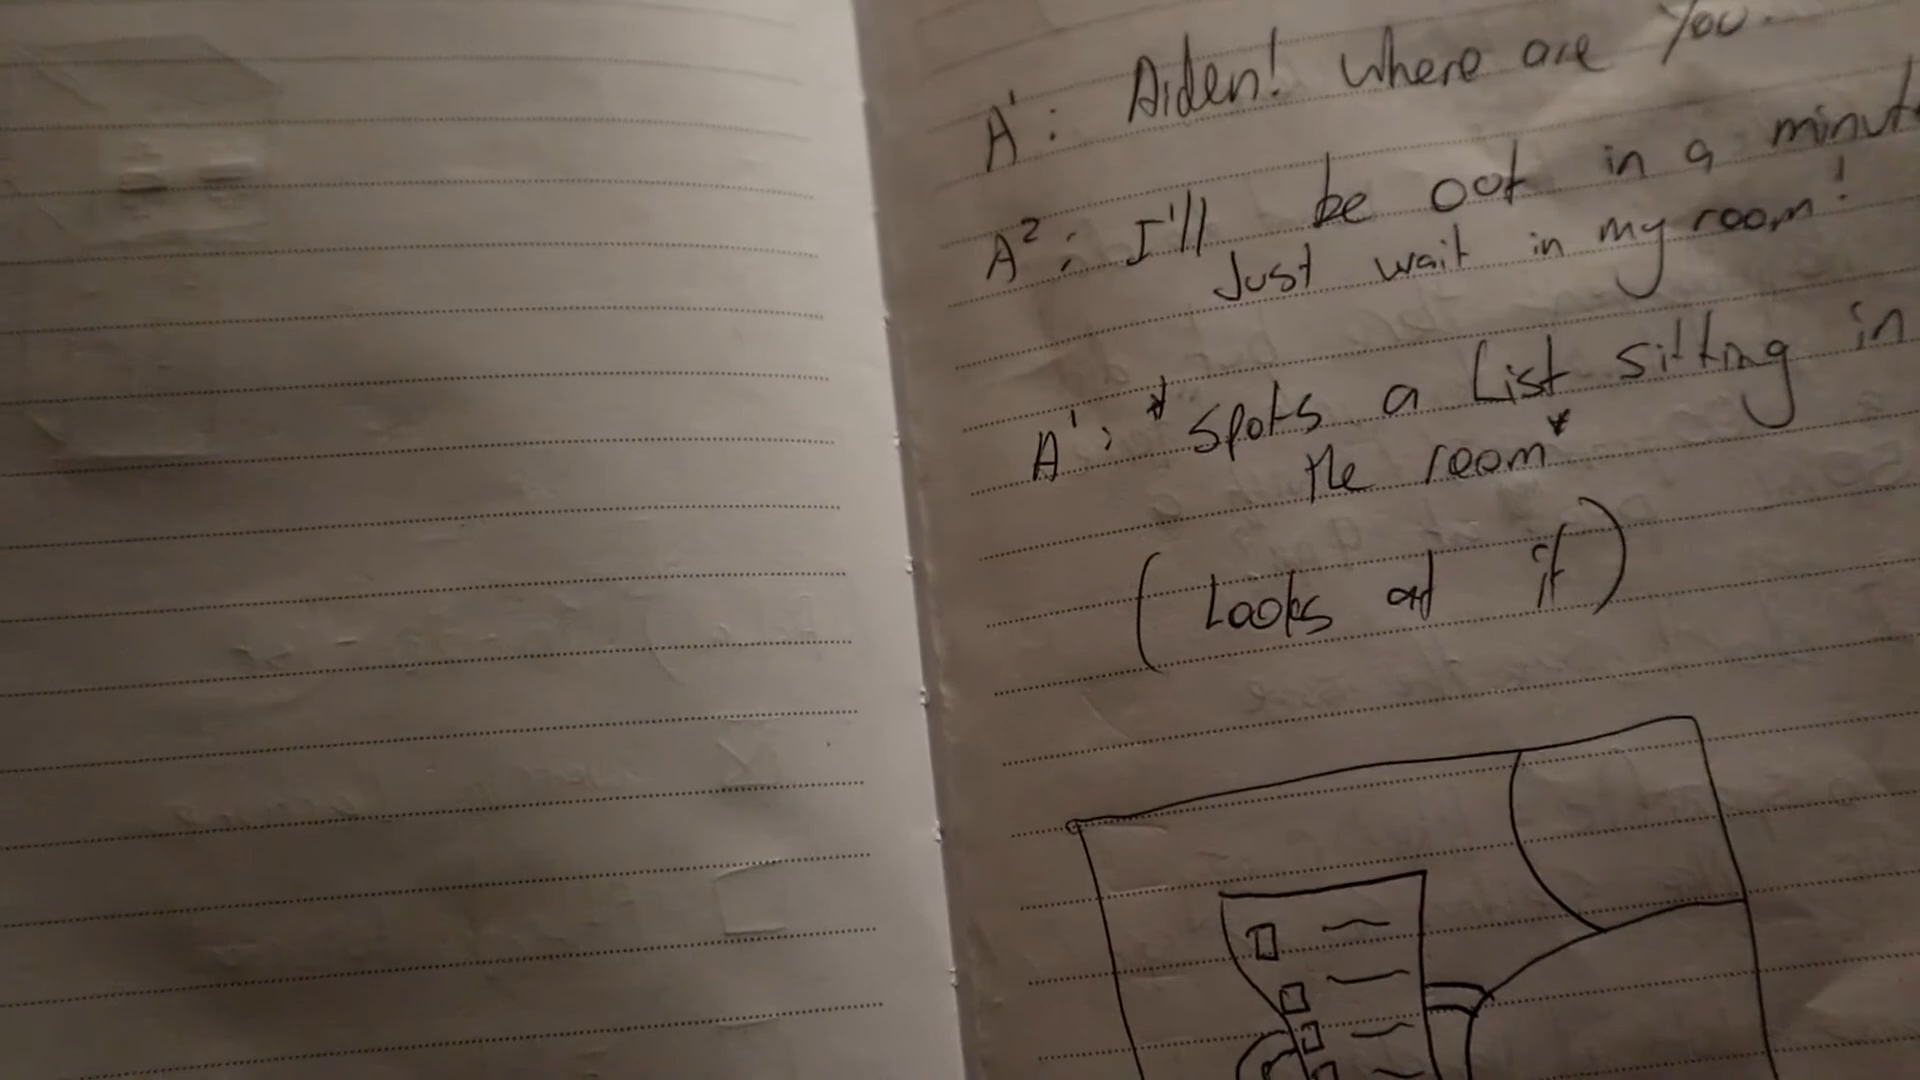 A¹: Aiden! Where are You.
A²: I'll be out in a minut
Just wait in my room!
A¹: *Spots a List sitting in
the room*
(Looks at it)